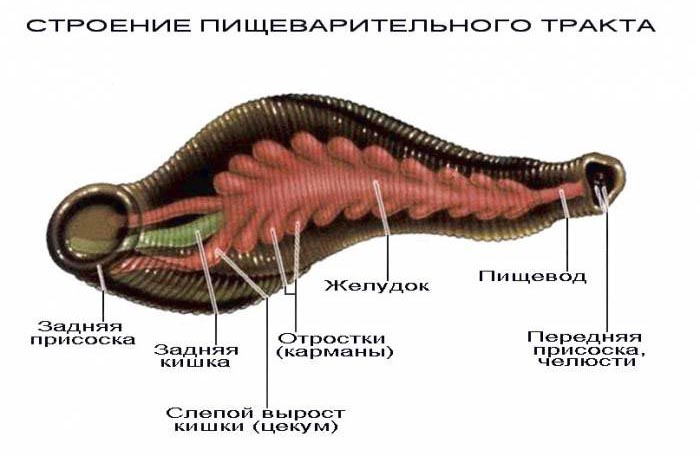 СТРОЕНИЕ ПИЩЕВАРИТЕЛЬНОГО ТРАКТА
Желудок
Пищевод
Задняя
присоска
Задняя
кишка
Отростки
(карманы)
Передняя
присоска,
челюсти
Слепой вырост
кишки (цекум)